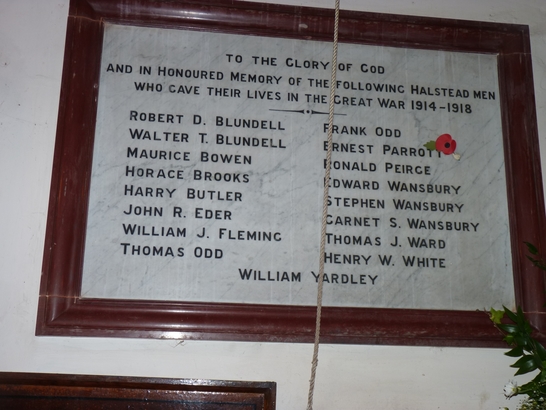 TO THE GLORY OF GOD
AND IN HONOURED MEMORY OF THE FOLLOWING HALSTEAD MEN
WHO GAVE THEIR LIVES IN THE GREAT WAR 1914-1918
ROBERT D. BLUNDELL
WALTER T. BLUNDELL
MAURICE BOWEN
HORACE BROOKS
HARRY BUTLER
JOHN R. EDER
WILLIAM J. FLEMING
THOMAS ODD
FRANK ODD
ERNEST PARROTT
RONALD PEIRCE
EDWARD WANSBURY
STEPHEN WANSBURY
GARNET S. WANSBURY
THOMAS J. WARD
HENRY W. WHITE
WILLIAM YARDLEY